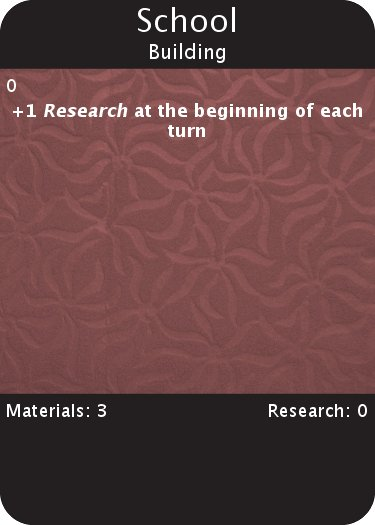 School
Building
0
+1 Research at the beginning of each
turn
Materials: 3
Research: 0